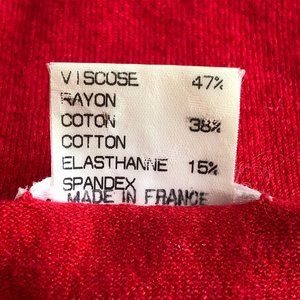 VISCOSE 47%
RAYON
COTON 38%
COTTON
ELASTHANNE 15%
SPANDEX
MADE IN FRANCE